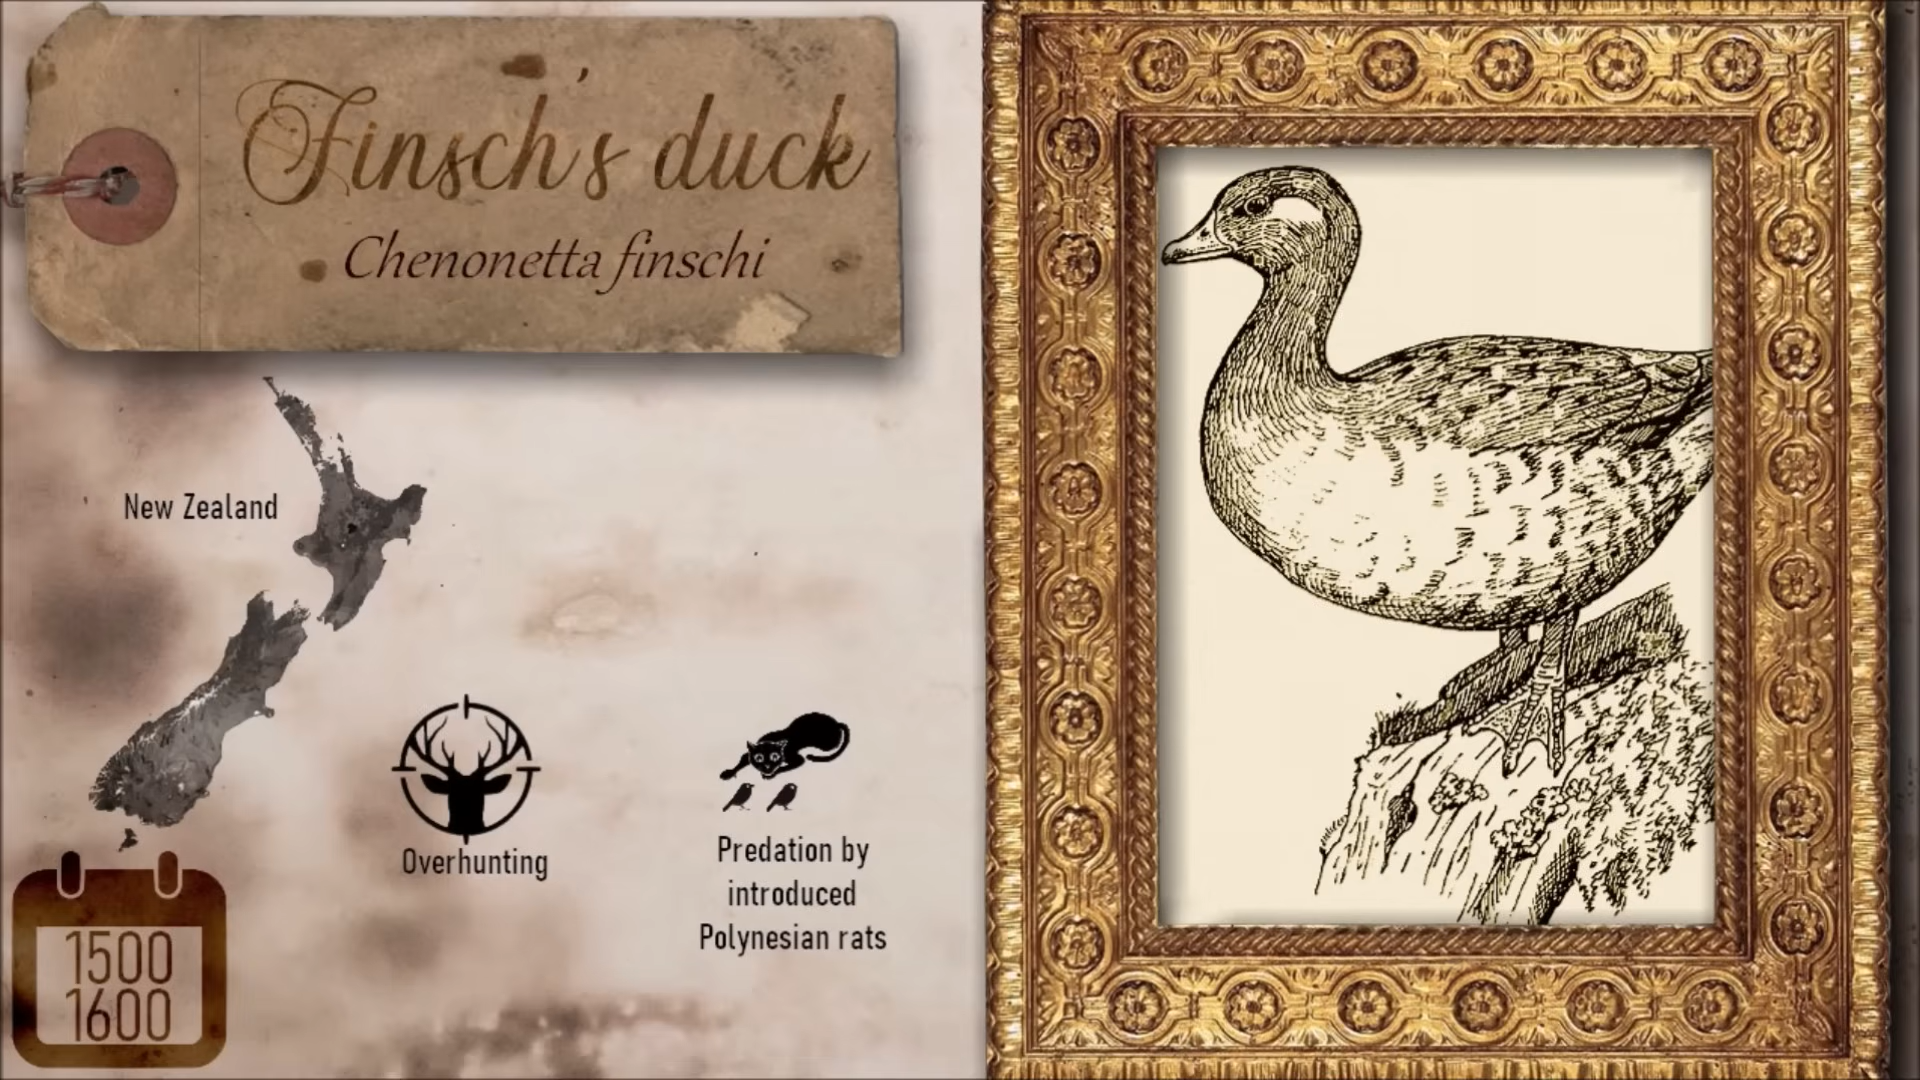 Finsch's duck
Chenonetta finschi
New Zealand
Overhunting
Predation by
introduced
Polynesian rats
1500
1600